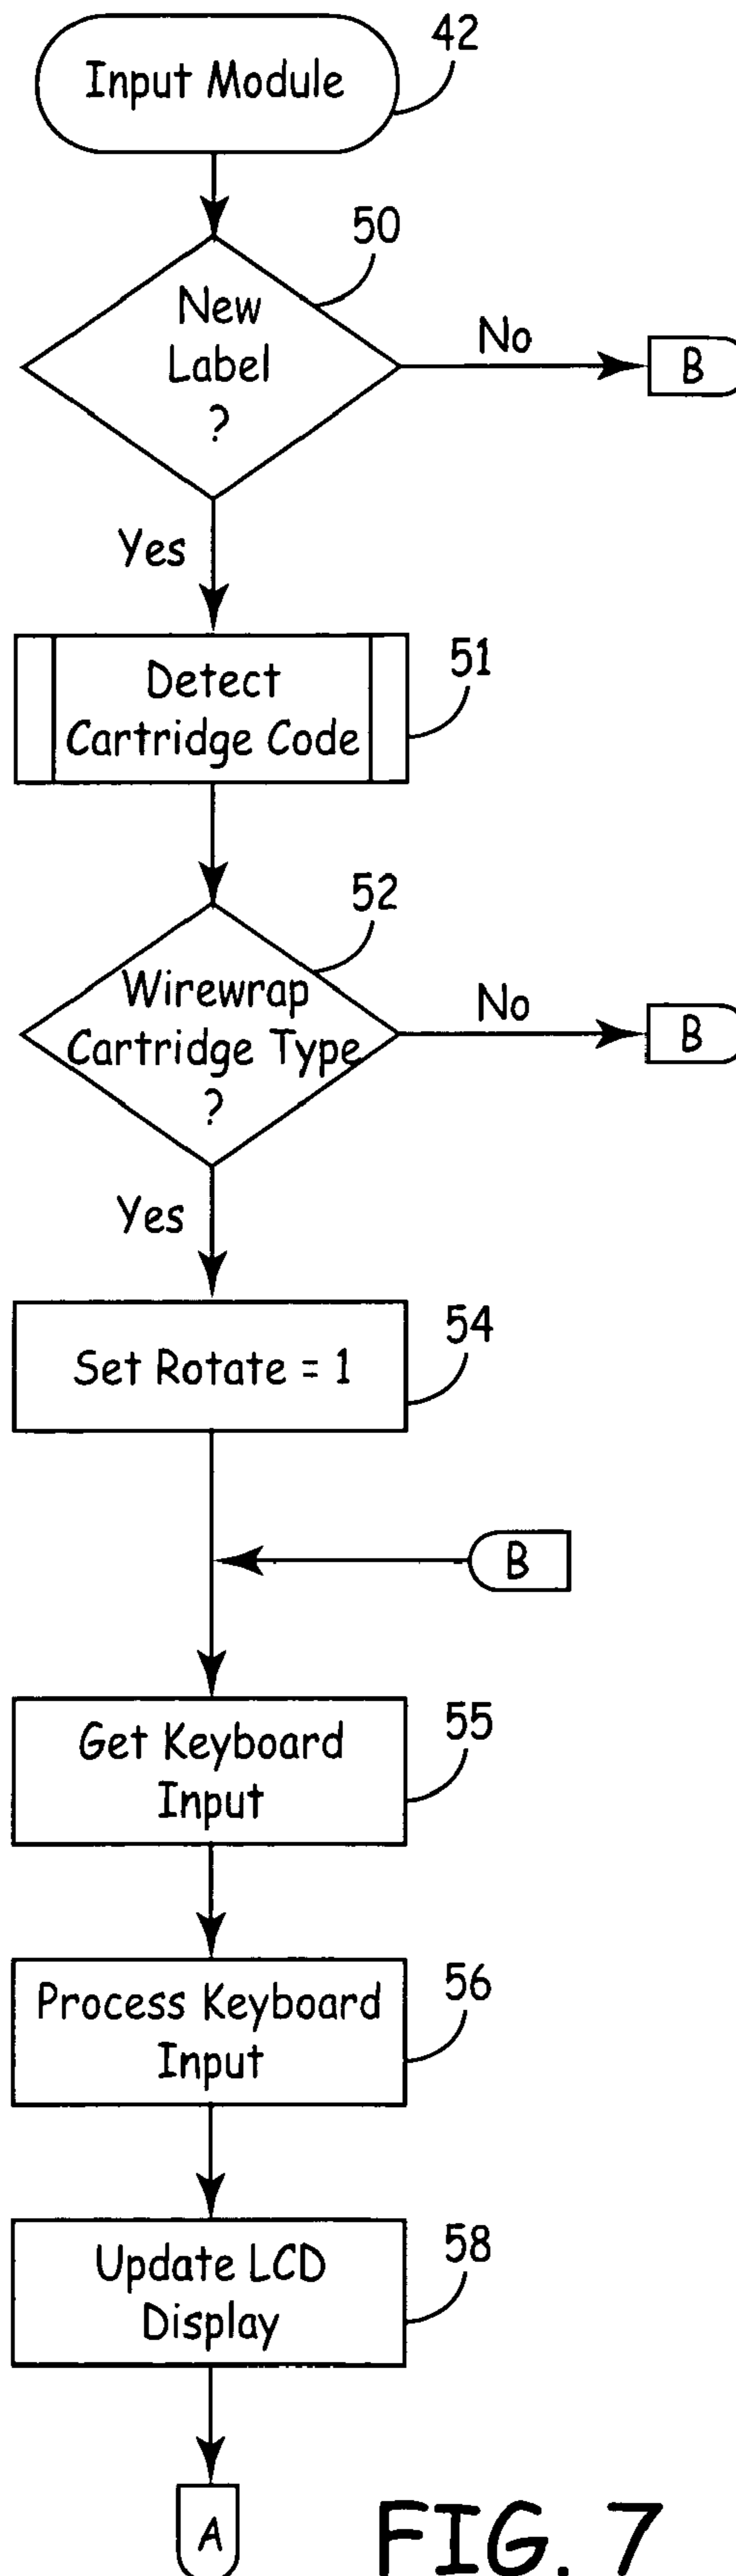 Input Module
42
50
New
Label
?
No
B
Yes
51
Detect
Cartridge Code
52
Wirewrap
Cartridge Type
?
No
B
Yes
54
Set Rotate = 1
B
55
Get Keyboard
Input
56
Process Keyboard
Input
58
Update LCD
Display
A
FIG. 7